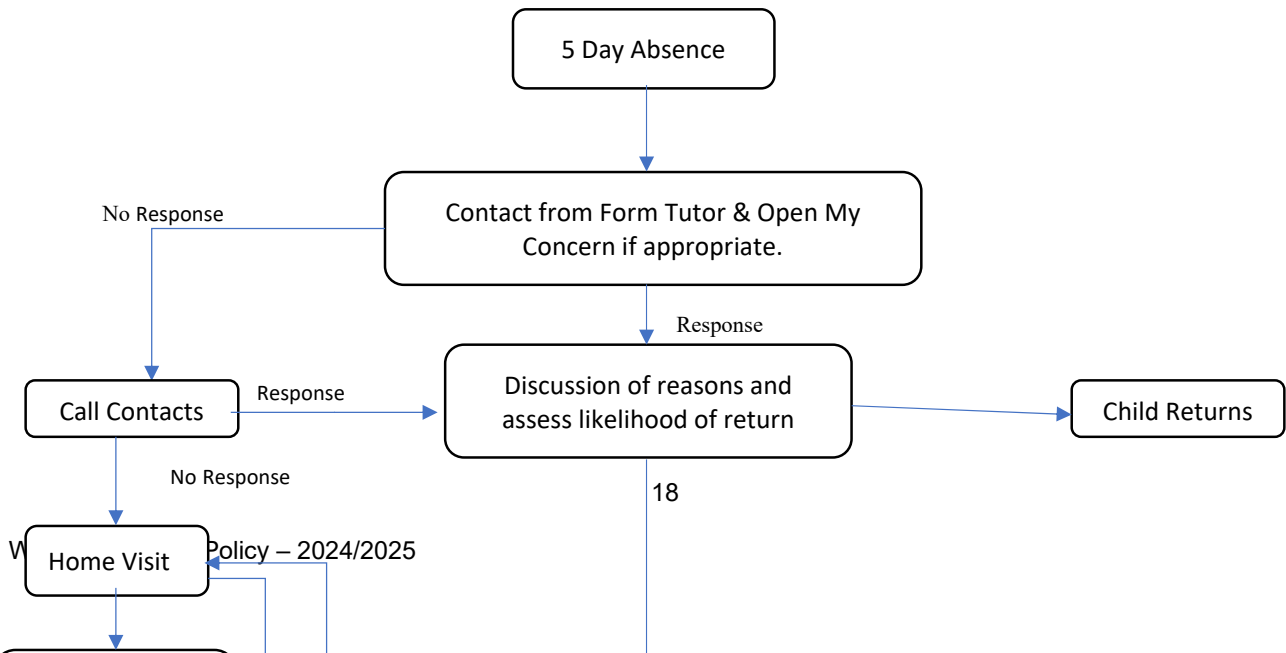 5 Day Absence
Contact from Form Tutor & Open My
Concern if appropriate.
No Response
Response
Discussion of reasons and
assess likelihood of return
Call Contacts
Response
Child Returns
No Response
18
Home Visit
Policy – 2024/2025